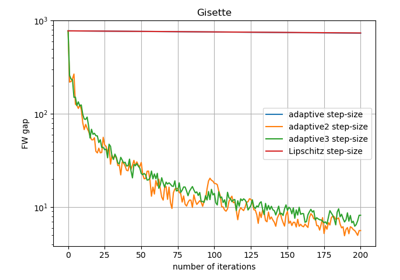 Gisette
10³
10²
10¹
FW gap
adaptive step-size
adaptive2 step-size
adaptive3 step-size
Lipschitz step-size
0 25 50 75 100 125 150 175 200
number of iterations